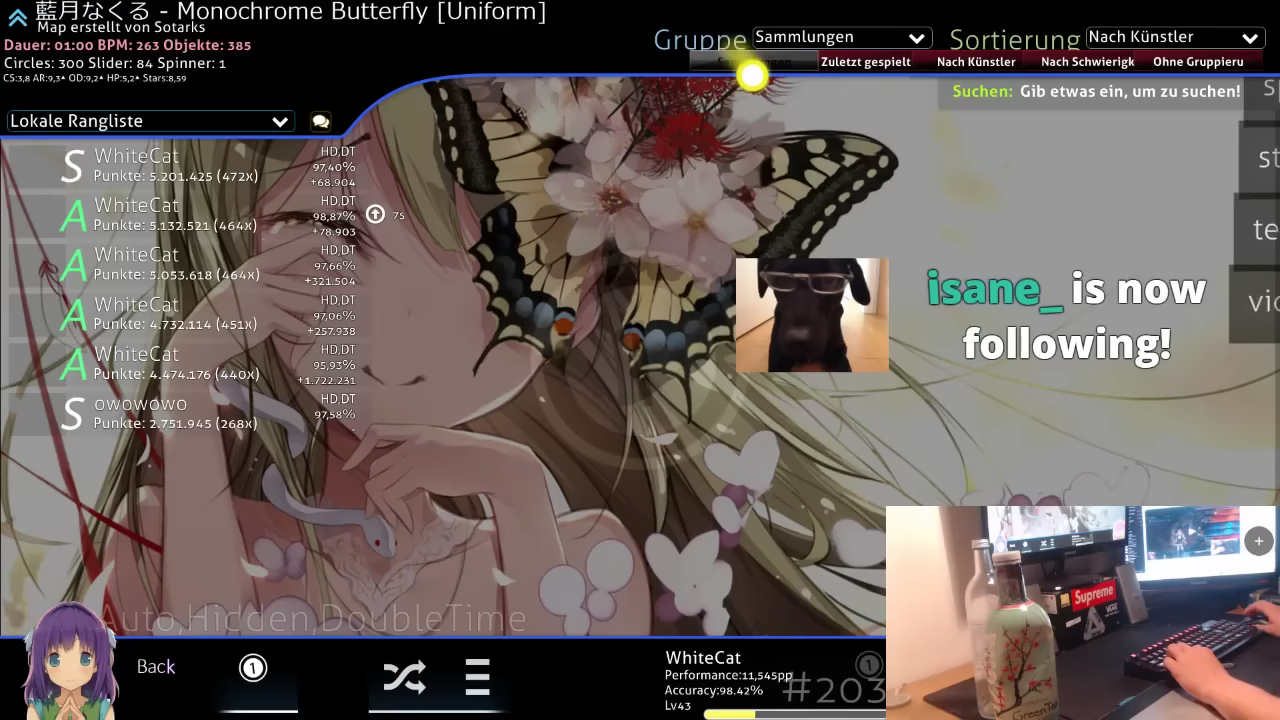 藍月なくる - Monochrome Butterfly [Uniform]
Map erstellt von Sotarks
Dauer: 01:00 BPM: 263 Objekte: 385
Circles: 300 Slider: 84 Spinner: 1
CS:3,8 AR:9,3 OD:9,2 HP:5,2 Stars:8,59
Gruppe Sammlungen
Sortierung Nach Künstler
Zuletzt gespielt Nach Künstler Nach Schwierigk Ohne Gruppieru
Suchen: Gib etwas ein, um zu suchen!
Lokale Rangliste
S WhiteCat HD,DT
Punkte: 5.201.425 (472x) 97,40%
+68.904
A WhiteCat HD,DT
Punkte: 5.132.521 (464x) 98,87% 7s
+78.903
A WhiteCat HD,DT
Punkte: 5.053.618 (464x) 97,66%
+321.504
A WhiteCat HD,DT
Punkte: 4.732.114 (451x) 97,06%
+257.938
A WhiteCat HD,DT
Punkte: 4.474.176 (440x) 95,93%
+1.722.231
S owowowo HD,DT
Punkte: 2.751.945 (268x) 97,58%
-
st
te
vic
isane_ is now
following!
Auto,Hidden,DoubleTime
Back
1
WhiteCat
Performance:11,545pp
Accuracy:98.42%
Lv43
#203
1
Supreme
Green Tea